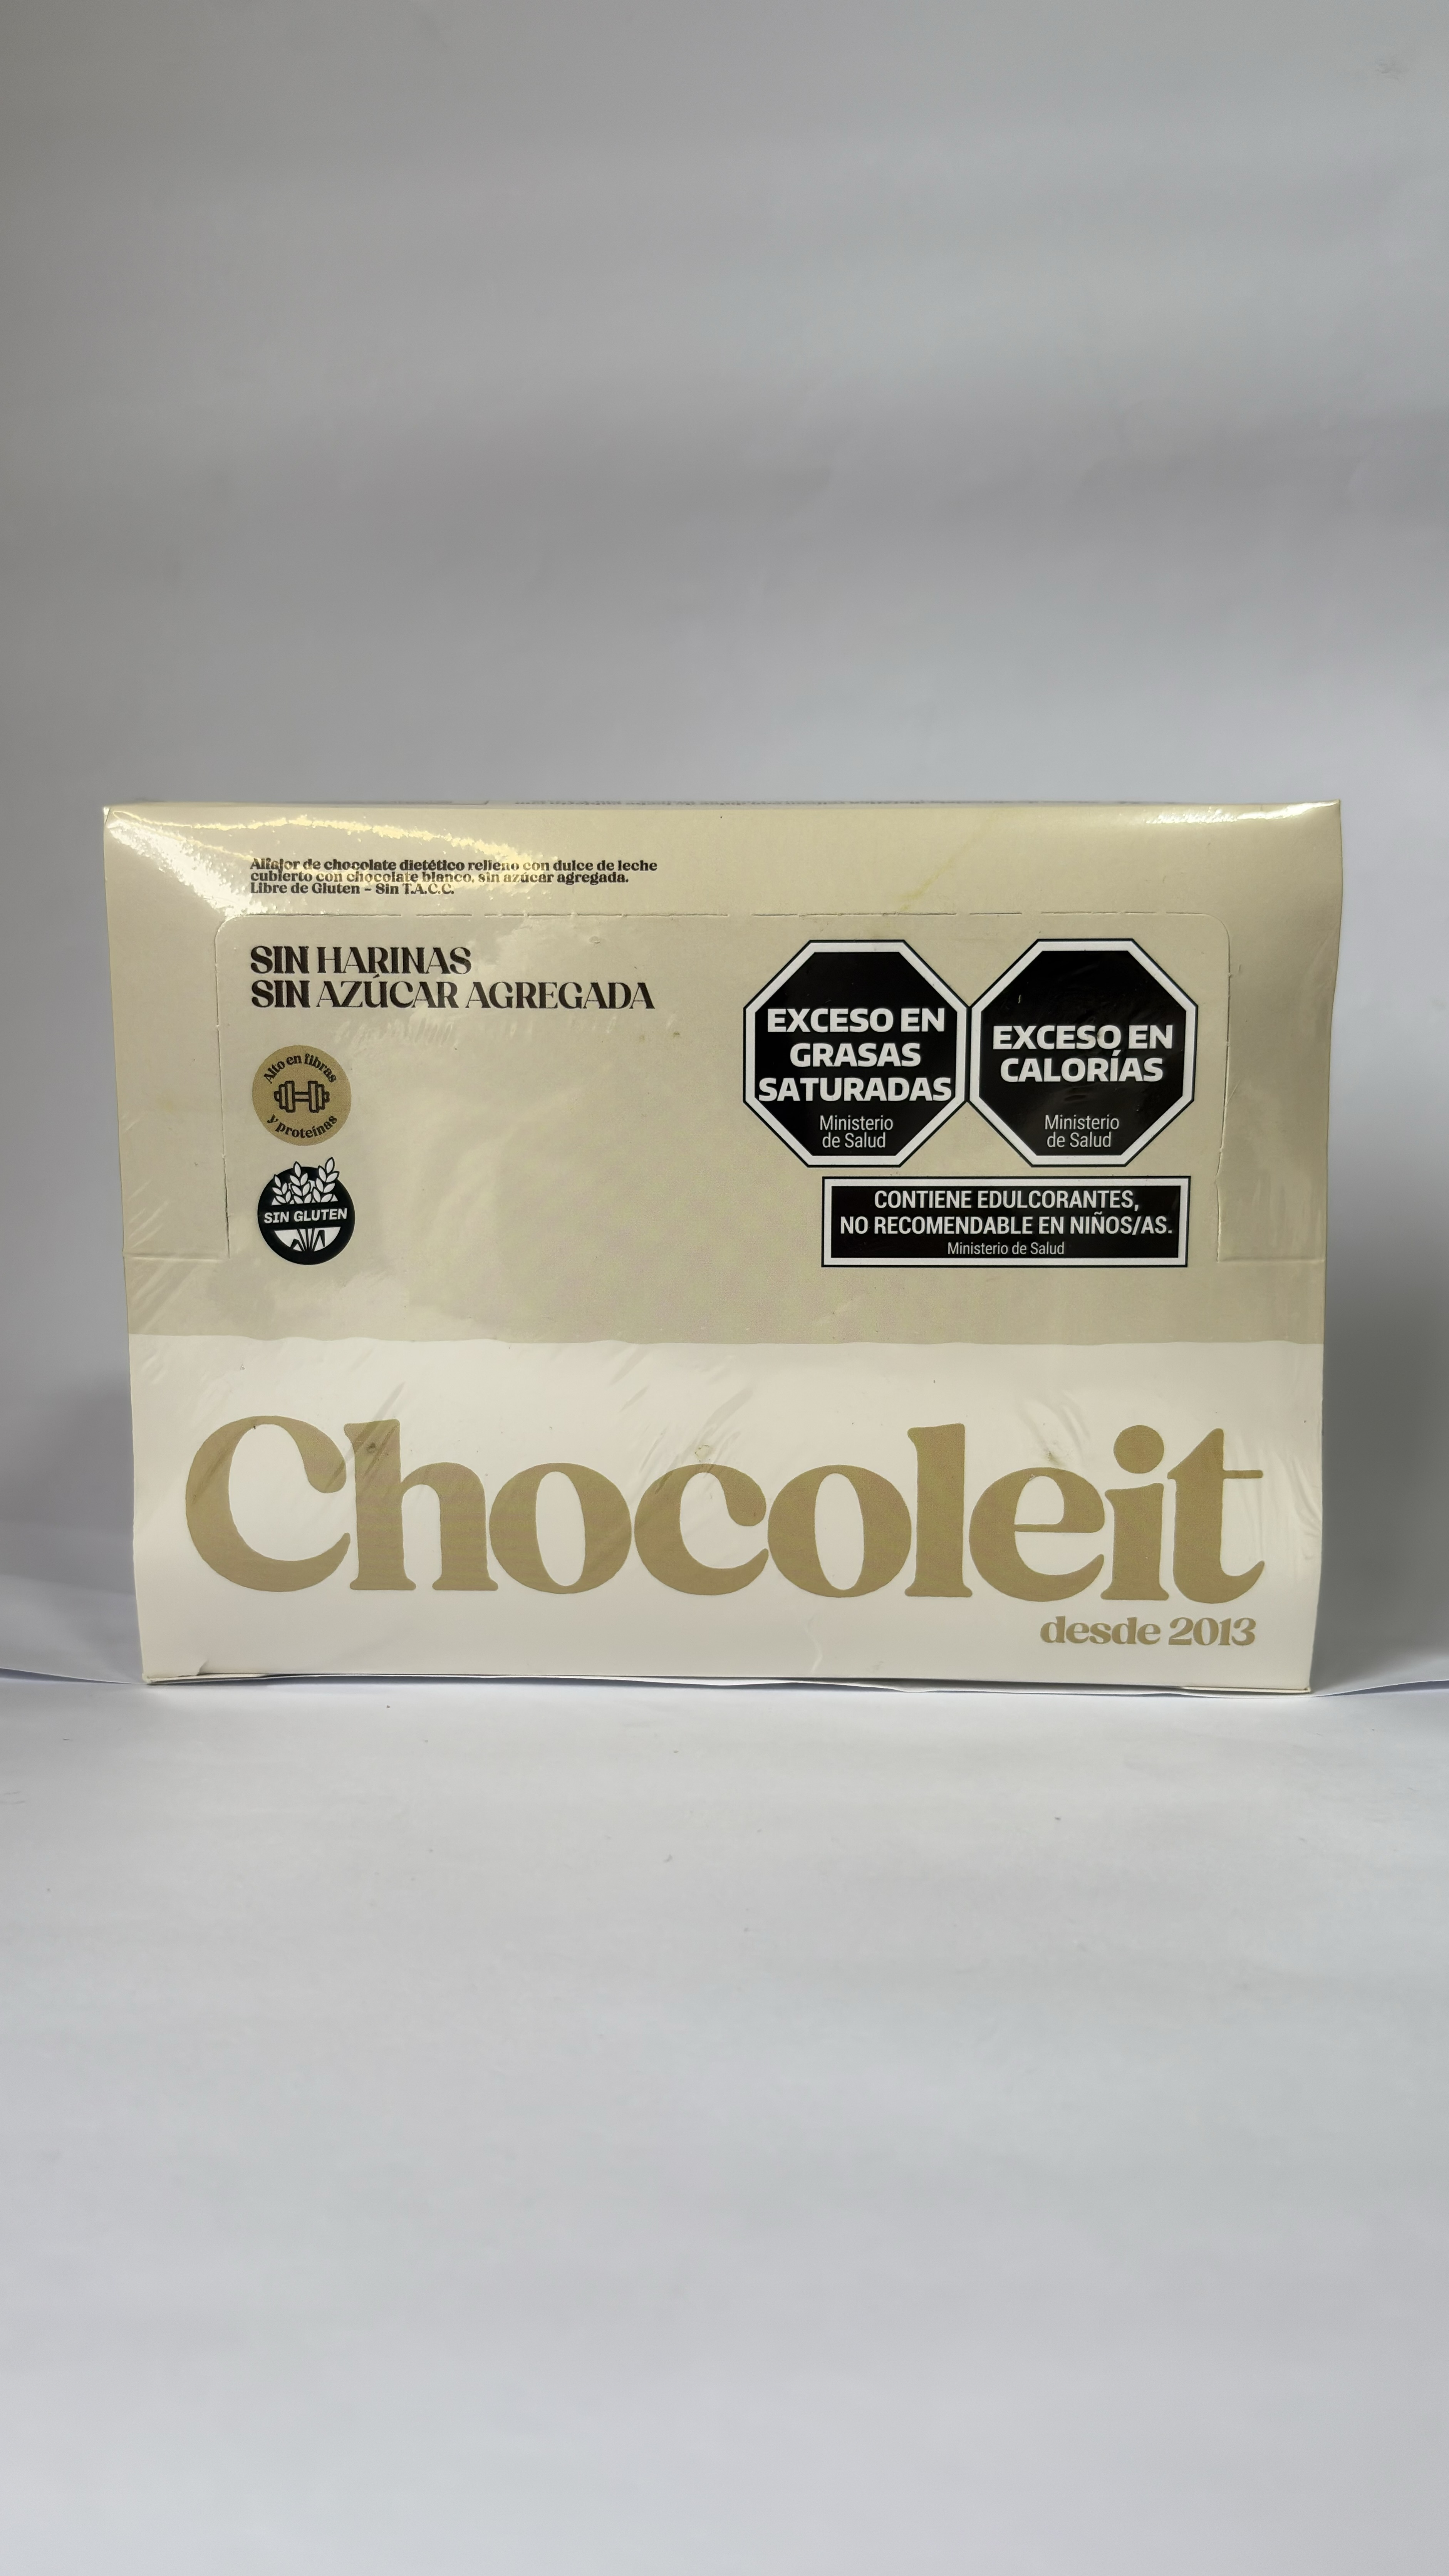 Alfajor de chocolate dietético relleno con dulce de leche
cubierto con chocolate blanco, sin azúcar agregada.
Libre de Gluten - Sin T.A.C.C.
SIN HARINAS
SIN AZÚCAR AGREGADA
Alto en fibras
y proteínas
SIN GLUTEN
EXCESO EN
GRASAS
SATURADAS
Ministerio
de Salud
EXCESO EN
CALORÍAS
Ministerio
de Salud
CONTIENE EDULCORANTES,
NO RECOMENDABLE EN NIÑOS/AS.
Ministerio de Salud
Chocoleit
desde 2013